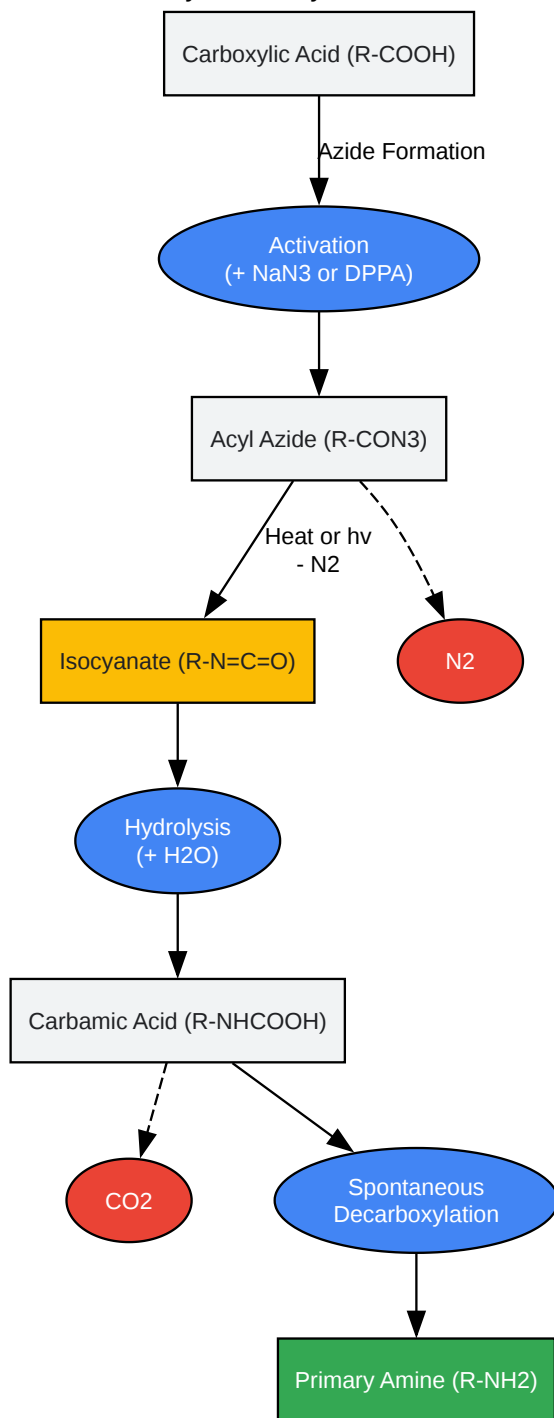 Carboxylic Acid (R-COOH)
Azide Formation
Activation
(+ NaN3 or DPPA)
Acyl Azide (R-CON3)
Heat or hv
- N2
Isocyanate (R-N=C=O)
N2
Hydrolysis
(+ H2O)
Carbamic Acid (R-NHCOOH)
CO2
Spontaneous
Decarboxylation
Primary Amine (R-NH2)